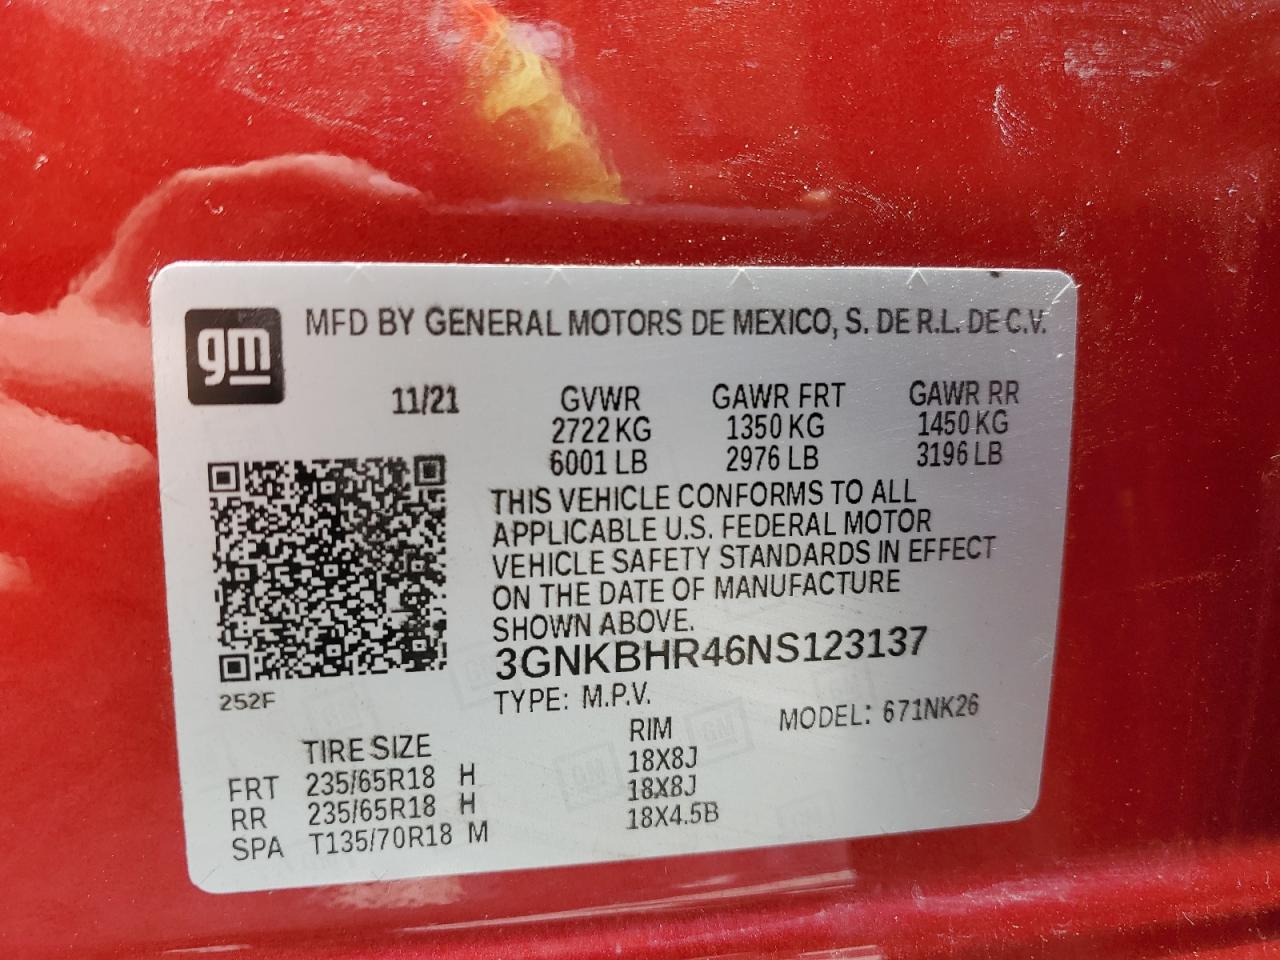 gm MFD BY GENERAL MOTORS DE MEXICO, S. DE R.L. DE C.V.
11/21 GVWR GAWR FRT GAWR RR
2722 KG 1350 KG 1450 KG
6001 LB 2976 LB 3196 LB
THIS VEHICLE CONFORMS TO ALL
APPLICABLE U.S. FEDERAL MOTOR
VEHICLE SAFETY STANDARDS IN EFFECT
ON THE DATE OF MANUFACTURE
SHOWN ABOVE.
3GNKBHR46NS123137
252F
TYPE: M.P.V. MODEL: 671NK26
TIRE SIZE RIM
FRT 235/65R18 H 18X8J
RR 235/65R18 H 18X8J
SPA T135/70R18 M 18X4.5B